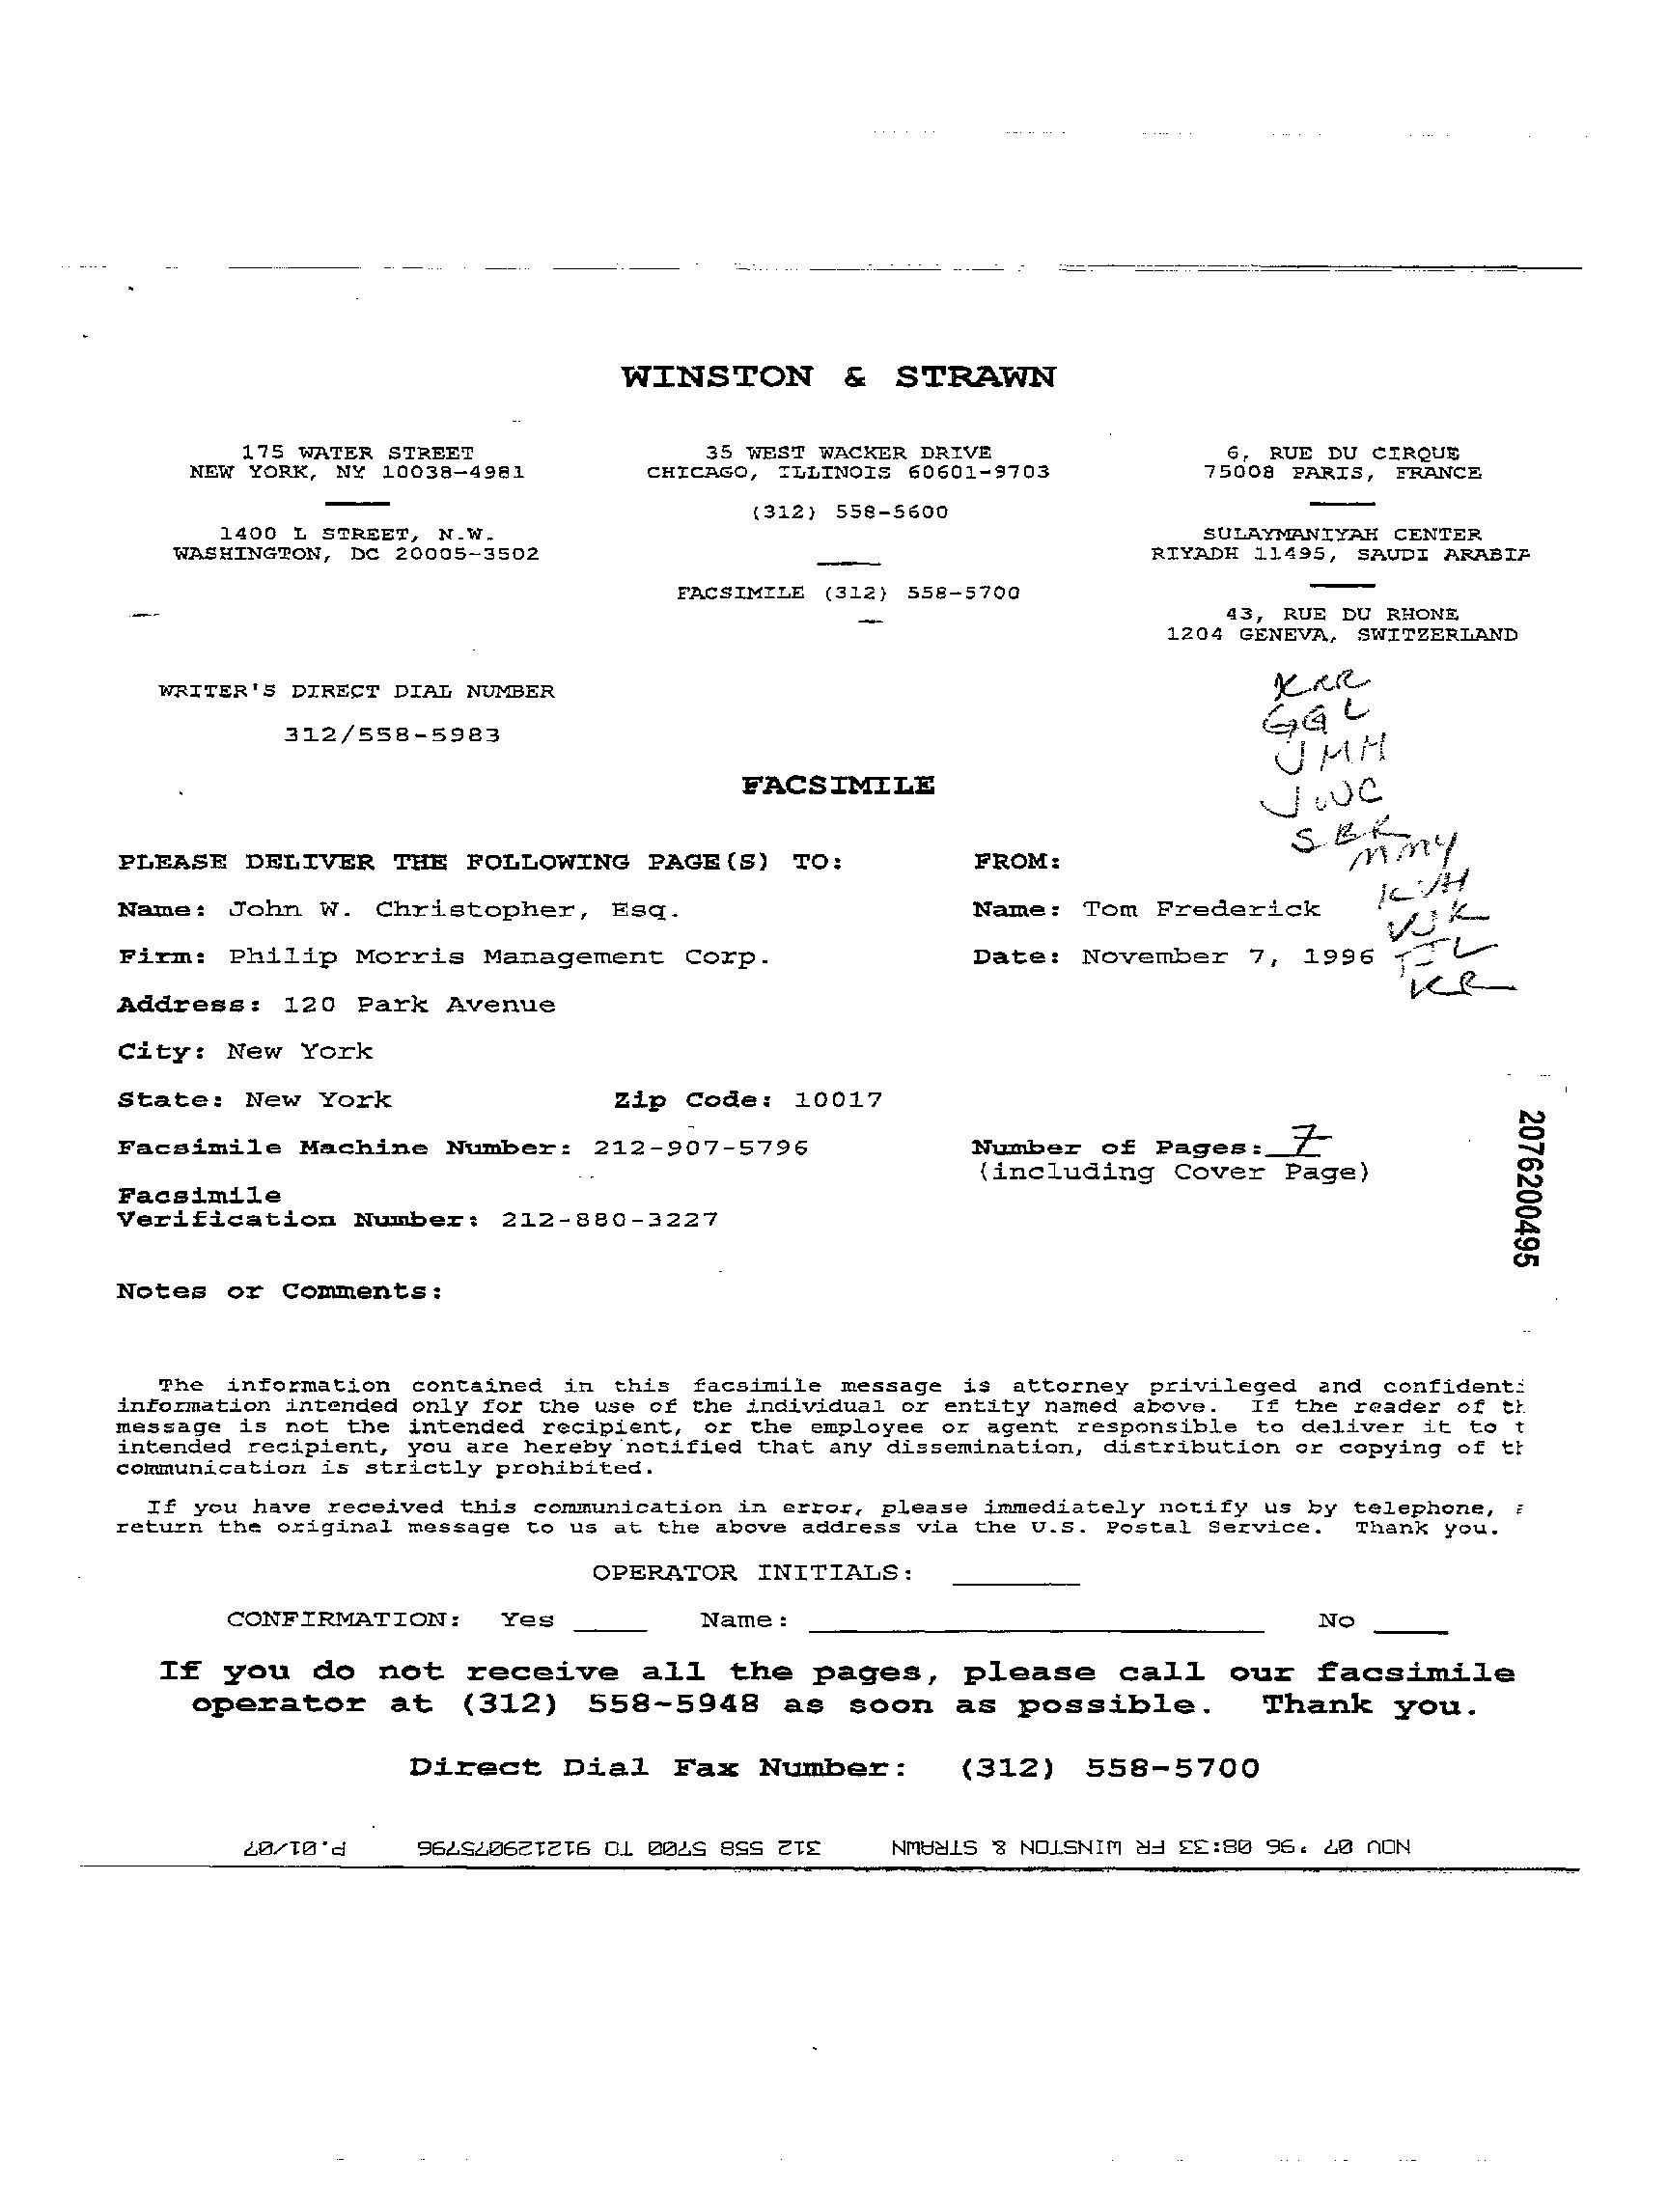 WINSTON & STRAWN
175 WATER STREET
NEW YORK, NY 10038-4981
1400 L STREET, N.W.
WASHINGTON, DC 20005-3502
35 WEST WACKER DRIVE
CHICAGO, ILLINOIS 60601-9703
(312) 558-5600
FACSIMILE (312) 558-5700
6, RUE DU CIRQUE
75008 PARIS, FRANCE
SULAYMANIYAH CENTER
RIYADH 11495, SAUDI ARABIA
43, RUE DU RHONE
1204 GENEVA, SWITZERLAND
WRITER'S DIRECT DIAL NUMBER
312/558-5983
KRR
GGL
JMH
JWC
SBR
MMY
KVH
VJK
TL
KR
FACSIMILE
PLEASE DELIVER THE FOLLOWING PAGE(S) TO: FROM:
Name: John W. Christopher, Esq. Name: Tom Frederick
Firm: Philip Morris Management Corp. Date: November 7, 1996
Address: 120 Park Avenue
City: New York
State: New York Zip Code: 10017
Facsimile Machine Number: 212-907-5796 Number of Pages: 7
(including Cover Page)
Facsimile
Verification Number: 212-880-3227
2076200495
Notes or Comments:
The information contained in this facsimile message is attorney privileged and confidenti
information intended only for the use of the individual or entity named above. If the reader of th
message is not the intended recipient, or the employee or agent responsible to deliver it to t
intended recipient, you are hereby notified that any dissemination, distribution or copying of th
communication is strictly prohibited.
If you have received this communication in error, please immediately notify us by telephone,
return the original message to us at the above address via the U.S. Postal Service. Thank you.
OPERATOR INITIALS:
CONFIRMATION: Yes Name: No
If you do not receive all the pages, please call our facsimile
operator at (312) 558-5948 as soon as possible. Thank you.
Direct Dial Fax Number: (312) 558-5700
NOV 07 '96 08:33 FR WINSTON & STRAWN 312 558 5700 TO 912129075796 P.01/07